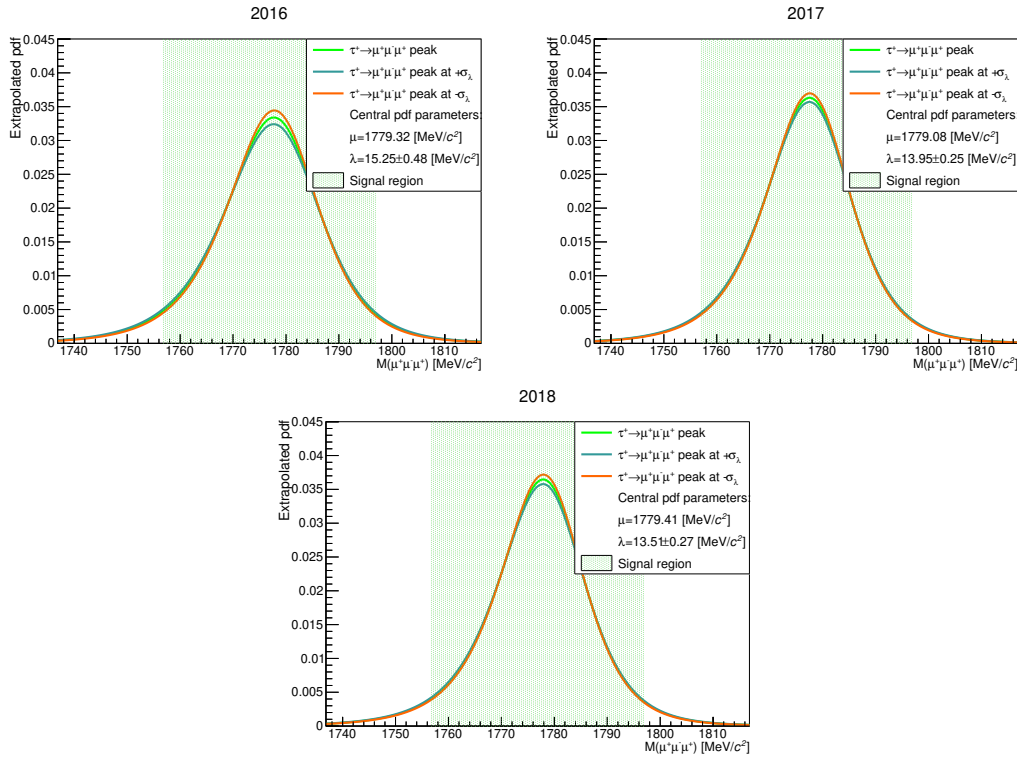 2016
Extrapolated pdf
0.045
0.04
0.035
0.03
0.025
0.02
0.015
0.01
0.005
0
τ⁺→μ⁺μ⁻μ⁺ peak
τ⁺→μ⁺μ⁻μ⁺ peak at +σλ
τ⁺→μ⁺μ⁻μ⁺ peak at -σλ
Central pdf parameters:
μ=1779.32 [MeV/c²]
λ=15.25±0.48 [MeV/c²]
Signal region
1740 1750 1760 1770 1780 1790 1800 1810
M(μ⁺μ⁻μ⁺) [MeV/c²]
2017
Extrapolated pdf
0.045
0.04
0.035
0.03
0.025
0.02
0.015
0.01
0.005
0
τ⁺→μ⁺μ⁻μ⁺ peak
τ⁺→μ⁺μ⁻μ⁺ peak at +σλ
τ⁺→μ⁺μ⁻μ⁺ peak at -σλ
Central pdf parameters:
μ=1779.08 [MeV/c²]
λ=13.95±0.25 [MeV/c²]
Signal region
1740 1750 1760 1770 1780 1790 1800 1810
M(μ⁺μ⁻μ⁺) [MeV/c²]
2018
Extrapolated pdf
0.045
0.04
0.035
0.03
0.025
0.02
0.015
0.01
0.005
0
τ⁺→μ⁺μ⁻μ⁺ peak
τ⁺→μ⁺μ⁻μ⁺ peak at +σλ
τ⁺→μ⁺μ⁻μ⁺ peak at -σλ
Central pdf parameters:
μ=1779.41 [MeV/c²]
λ=13.51±0.27 [MeV/c²]
Signal region
1740 1750 1760 1770 1780 1790 1800 1810
M(μ⁺μ⁻μ⁺) [MeV/c²]